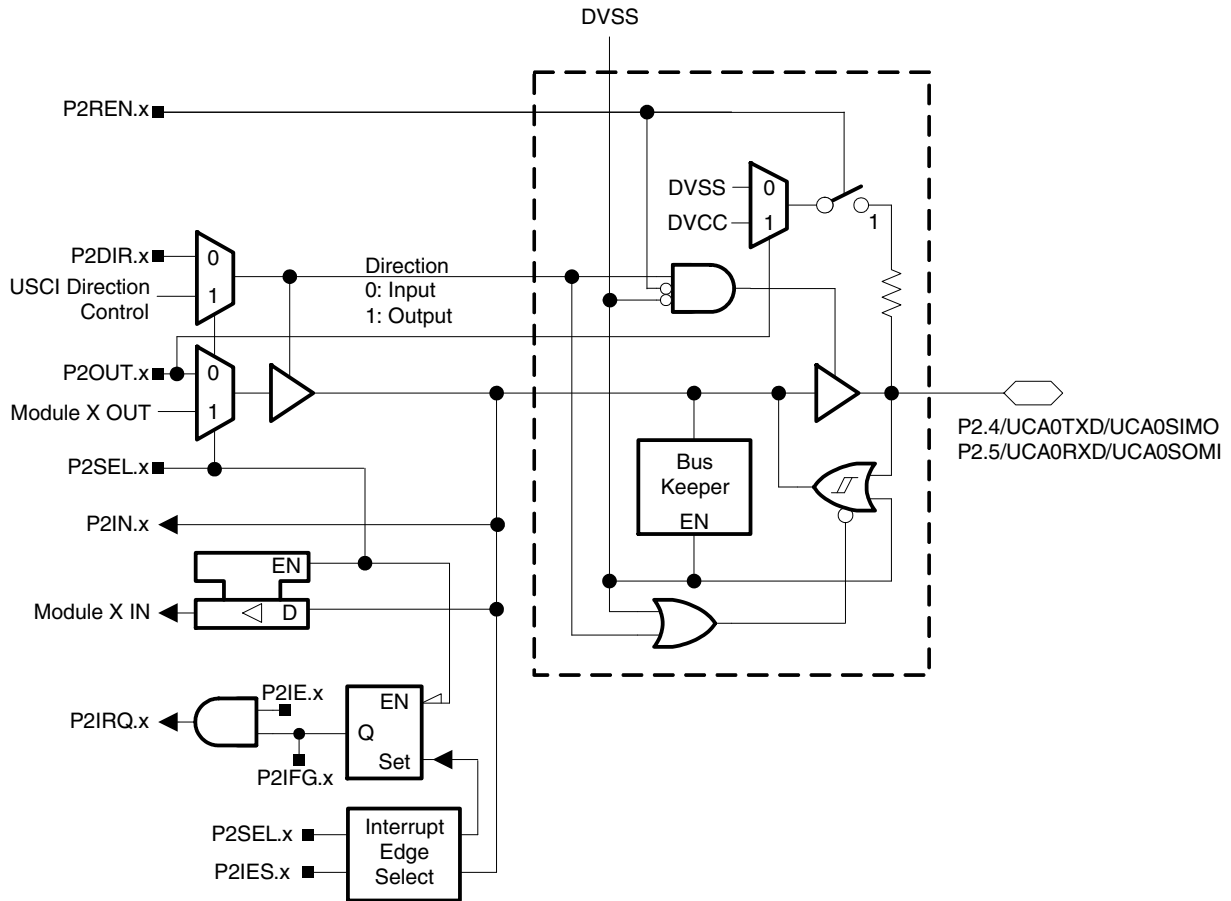 DVSS
P2REN.x
DVSS
0
DVCC
1
1
P2DIR.x
0
USCI Direction
Control
1
Direction
0: Input
1: Output
P2OUT.x
0
Module X OUT
1
P2.4/UCA0TXD/UCA0SIMO
P2.5/UCA0RXD/UCA0SOMI
P2SEL.x
Bus
Keeper
EN
P2IN.x
EN
Module X IN
D
P2IE.x
EN
P2IRQ.x
Q
Set
P2IFG.x
P2SEL.x
P2IES.x
Interrupt
Edge
Select